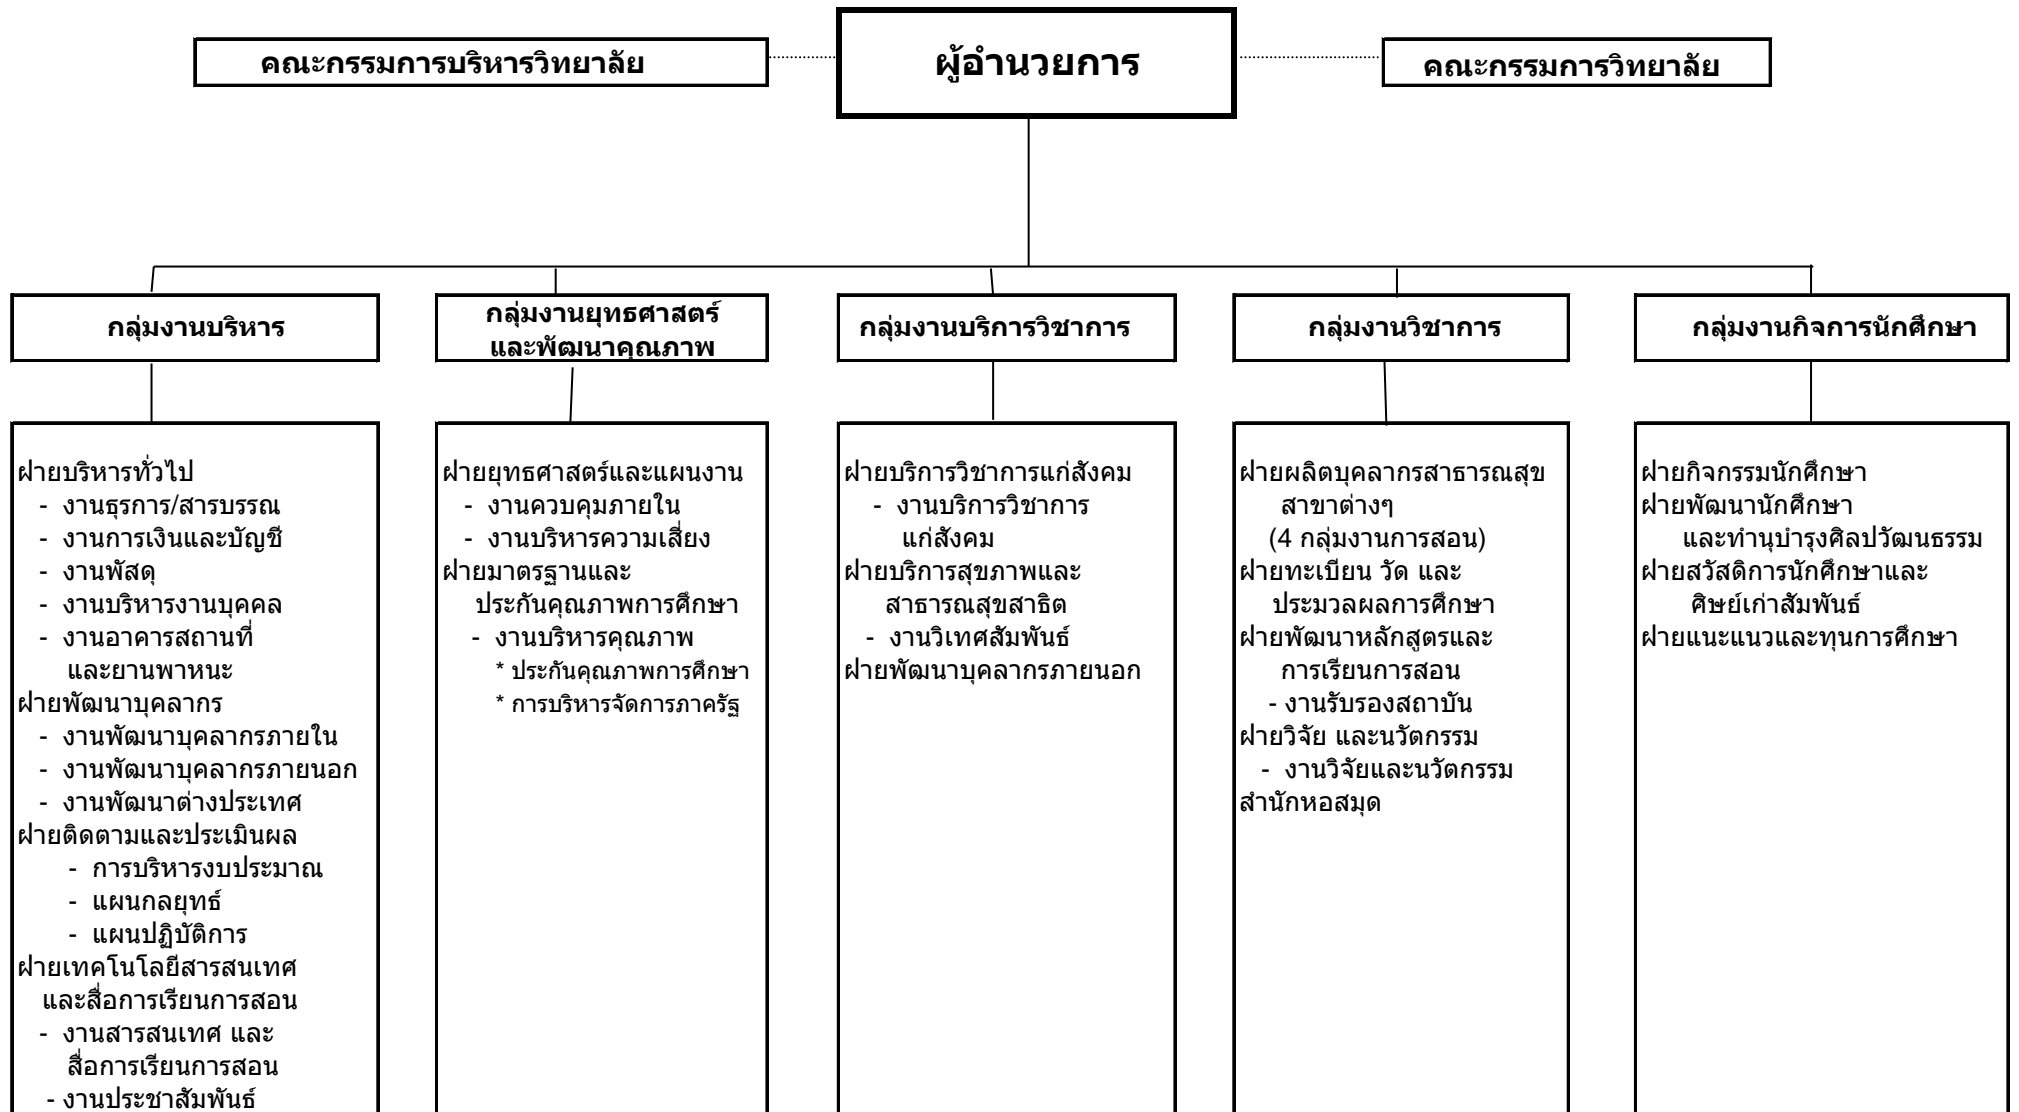 คณะกรรมการบริหารวิทยาลัย
ผู้อำนวยการ
คณะกรรมการวิทยาลัย
กลุ่มงานบริหาร
กลุ่มงานยุทธศาสตร์
และพัฒนาคุณภาพ
กลุ่มงานบริการวิชาการ
กลุ่มงานวิชาการ
กลุ่มงานกิจการนักศึกษา
ฝ่ายบริหารทั่วไป
- งานธุรการ/สารบรรณ
- งานการเงินและบัญชี
- งานพัสดุ
- งานบริหารงานบุคคล
- งานอาคารสถานที่
และยานพาหนะ
ฝ่ายพัฒนาบุคลากร
- งานพัฒนาบุคลากรภายใน
- งานพัฒนาบุคลากรภายนอก
- งานพัฒนาต่างประเทศ
ฝ่ายติดตามและประเมินผล
- การบริหารงบประมาณ
- แผนกลยุทธ์
- แผนปฏิบัติการ
ฝ่ายเทคโนโลยีสารสนเทศ
และสื่อการเรียนการสอน
- งานสารสนเทศ และ
สื่อการเรียนการสอน
- งานประชาสัมพันธ์
ฝ่ายยุทธศาสตร์และแผนงาน
- งานควบคุมภายใน
- งานบริหารความเสี่ยง
ฝ่ายมาตรฐานและ
ประกันคุณภาพการศึกษา
- งานบริหารคุณภาพ
* ประกันคุณภาพการศึกษา
* การบริหารจัดการภาครัฐ
ฝ่ายบริการวิชาการแก่สังคม
- งานบริการวิชาการ
แก่สังคม
ฝ่ายบริการสุขภาพและ
สาธารณสุขสาธิต
- งานวิเทศสัมพันธ์
ฝ่ายพัฒนาบุคลากรภายนอก
ฝ่ายผลิตบุคลากรสาธารณสุข
สาขาต่างๆ
(4 กลุ่มงานการสอน)
ฝ่ายทะเบียน วัด และ
ประมวลผลการศึกษา
ฝ่ายพัฒนาหลักสูตรและ
การเรียนการสอน
- งานรับรองสถาบัน
ฝ่ายวิจัย และนวัตกรรม
- งานวิจัยและนวัตกรรม
สำนักหอสมุด
ฝ่ายกิจกรรมนักศึกษา
ฝ่ายพัฒนานักศึกษา
และทำนุบำรุงศิลปวัฒนธรรม
ฝ่ายสวัสดิการนักศึกษาและ
ศิษย์เก่าสัมพันธ์
ฝ่ายแนะแนวและทุนการศึกษา